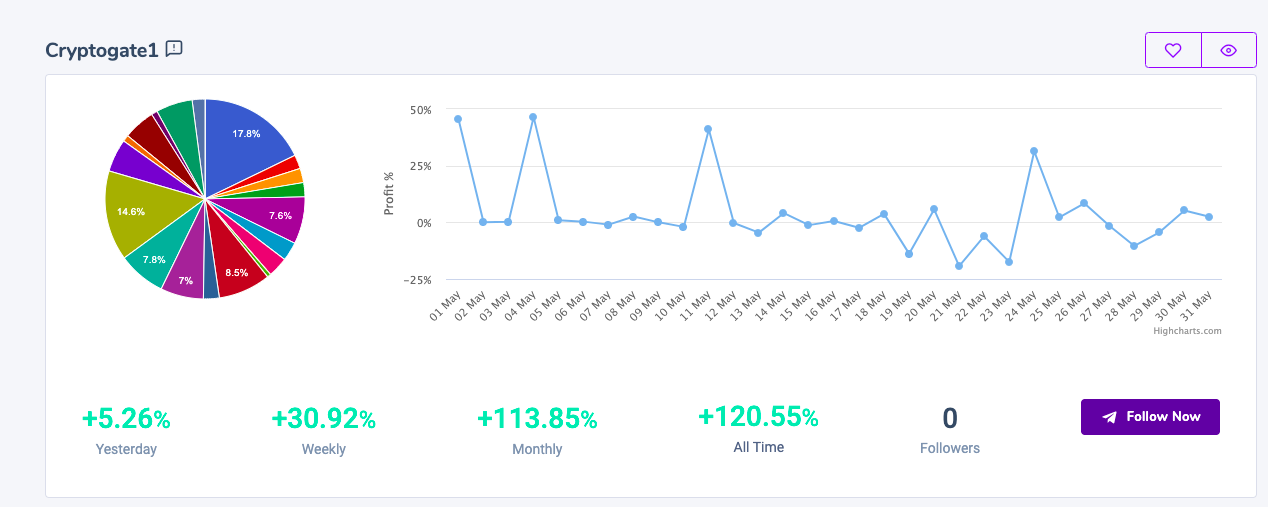 Cryptogate1
17.8%
7.6%
8.5%
7%
7.8%
14.6%
Profit %
50%
25%
0%
−25%
01 May
02 May
03 May
04 May
05 May
06 May
07 May
08 May
09 May
10 May
11 May
12 May
13 May
14 May
15 May
16 May
17 May
18 May
19 May
20 May
21 May
22 May
23 May
24 May
25 May
26 May
27 May
28 May
29 May
30 May
31 May
Highcharts.com
+5.26%
Yesterday
+30.92%
Weekly
+113.85%
Monthly
+120.55%
All Time
0
Followers
Follow Now